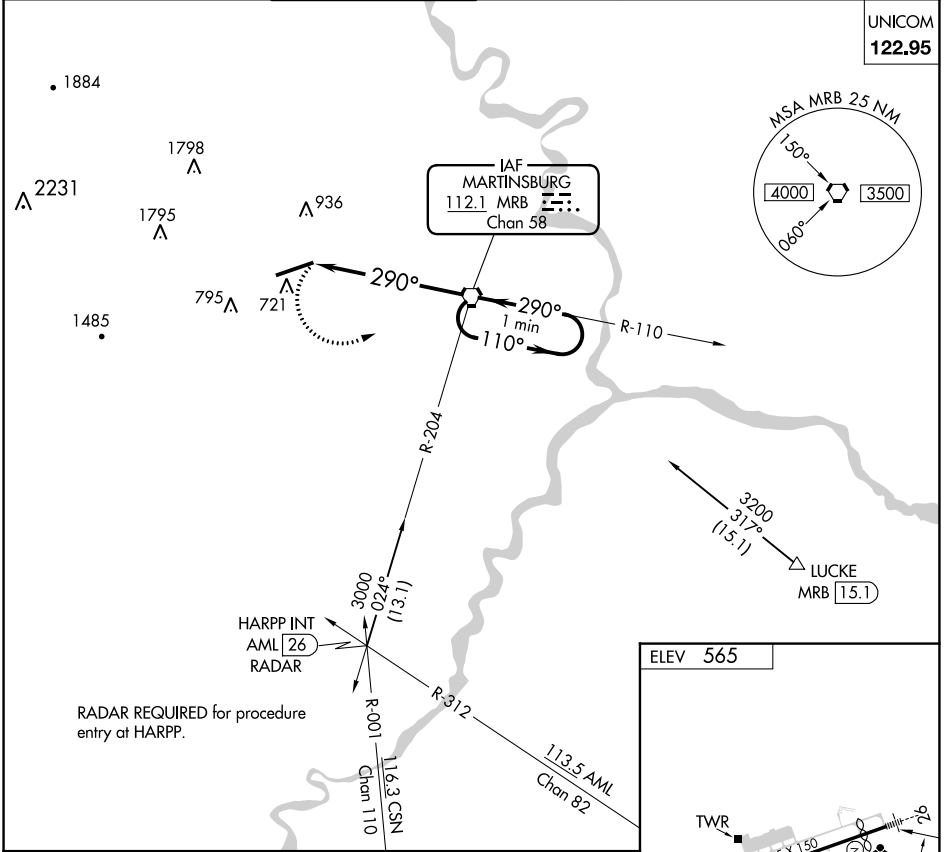 UNICOM
122.95
1884
1798
2231
1795
936
795
721
1485
IAF
MARTINSBURG
112.1 MRB
Chan 58
MSA MRB 25 NM
150°
4000
3500
060°
290°
290°
1 min
110°
R-110
R-204
3000
024°
(13.1)
3200
317°
(15.1)
LUCKE
MRB 15.1
HARPP INT
AML 26
RADAR
RADAR REQUIRED for procedure
entry at HARPP.
R-312
R-001
116.3 CSN
Chan 110
113.5 AML
Chan 82
ELEV 565
TWR
X 150
26